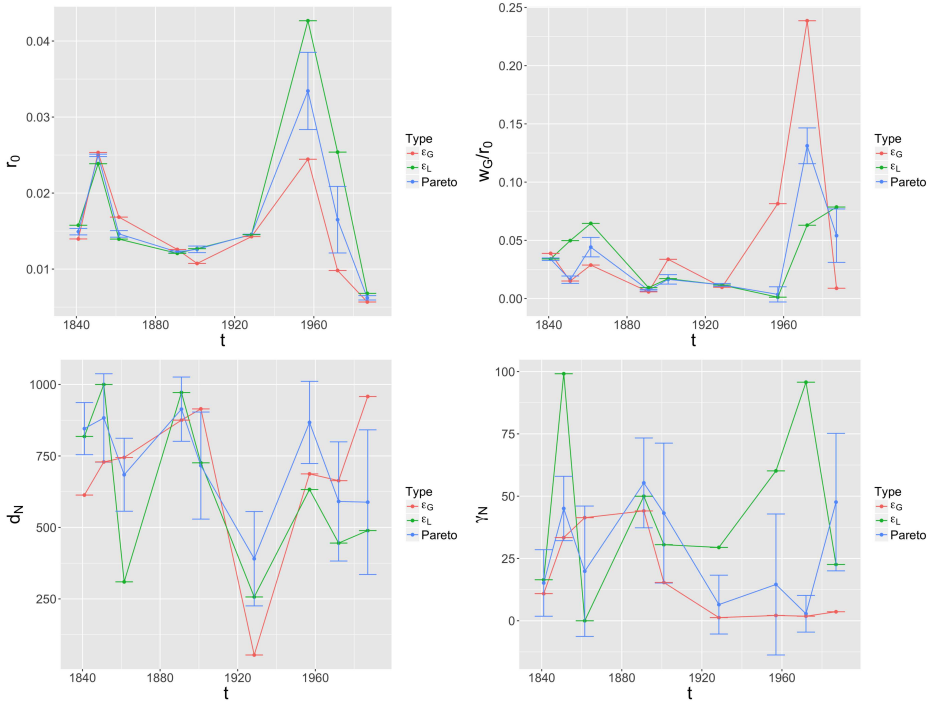 0.04
0.03
0.02
0.01
r0
1840
1880
1920
1960
t
Type
εG
εL
Pareto
0.25
0.20
0.15
0.10
0.05
0.00
wG/r0
1840
1880
1920
1960
t
Type
εG
εL
Pareto
1000
750
500
250
dN
1840
1880
1920
1960
t
Type
εG
εL
Pareto
100
75
50
25
0
γN
1840
1880
1920
1960
t
Type
εG
εL
Pareto